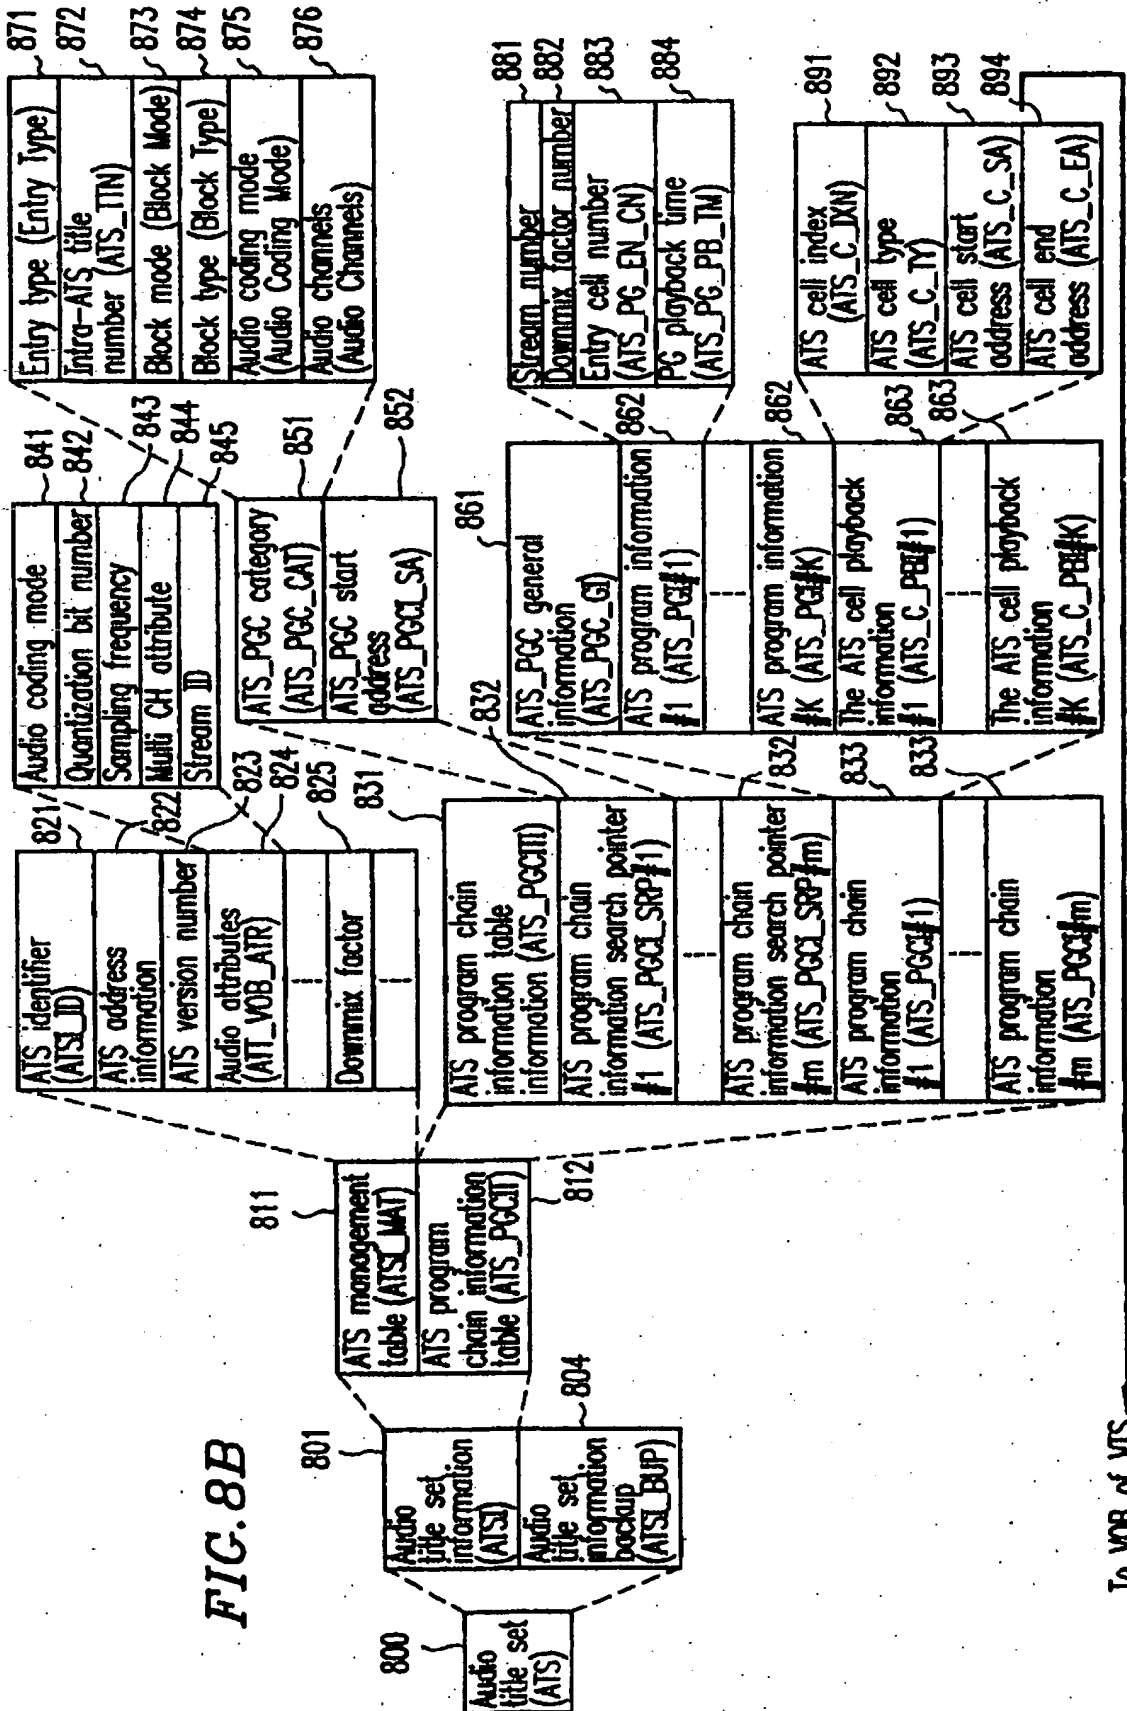 FIG. 8B
800
Audio
title set
(ATS)
801
Audio
title set
information
(ATSI)
Audio
title set
information
backup
(ATSI_BUP)
804
811
ATS management
table (ATSI_MAT)
ATS program
chain information
table (ATS_PGCIT)
812
821
ATS identifier
(ATSI_ID)
ATS address
information
822
ATS version number
823
Audio attributes
(ATT_VOB_ATR)
824
Downmix factor
825
831
ATS program chain
information table
information (ATS_PGCITI)
ATS program chain
information search pointer
#1 (ATS_PGCI_SRP#1)
832
ATS program chain
information search pointer
#m (ATS_PGCI_SRP#m)
832
ATS program chain
information
#1 (ATS_PGCI#1)
833
ATS program chain
information
#m (ATS_PGCI#m)
833
Audio coding mode
841
Quantization bit number
842
Sampling frequency
843
Multi CH attribute
844
Stream ID
845
ATS_PGC category
(ATS_PGC_CAT)
851
ATS_PGC start
address
(ATS_PGCI_SA)
852
861
ATS_PGC general
information
(ATS_PGC_GI)
ATS program information
#1 (ATS_PGI#1)
862
ATS program information
#K (ATS_PGI#K)
862
The ATS cell playback
information
#1 (ATS_C_PBI#1)
863
The ATS cell playback
information
#K (ATS_C_PBI#K)
863
Entry type (Entry Type)
871
Intra-ATS title
number (ATS_TTN)
872
Block mode (Block Mode)
873
Block type (Block Type)
874
Audio coding mode
(Audio Coding Mode)
875
Audio channels
(Audio Channels)
876
Stream_number
881
Downmix_factor_number
882
Entry cell number
(ATS_PG_EN_CN)
883
PG playback time
(ATS_PG_PB_TM)
884
ATS cell index
(ATS_C_IXN)
891
ATS cell type
(ATS_C_TY)
892
ATS cell start
address (ATS_C_SA)
893
ATS cell end
address (ATS_C_EA)
894
To VOB of VTS